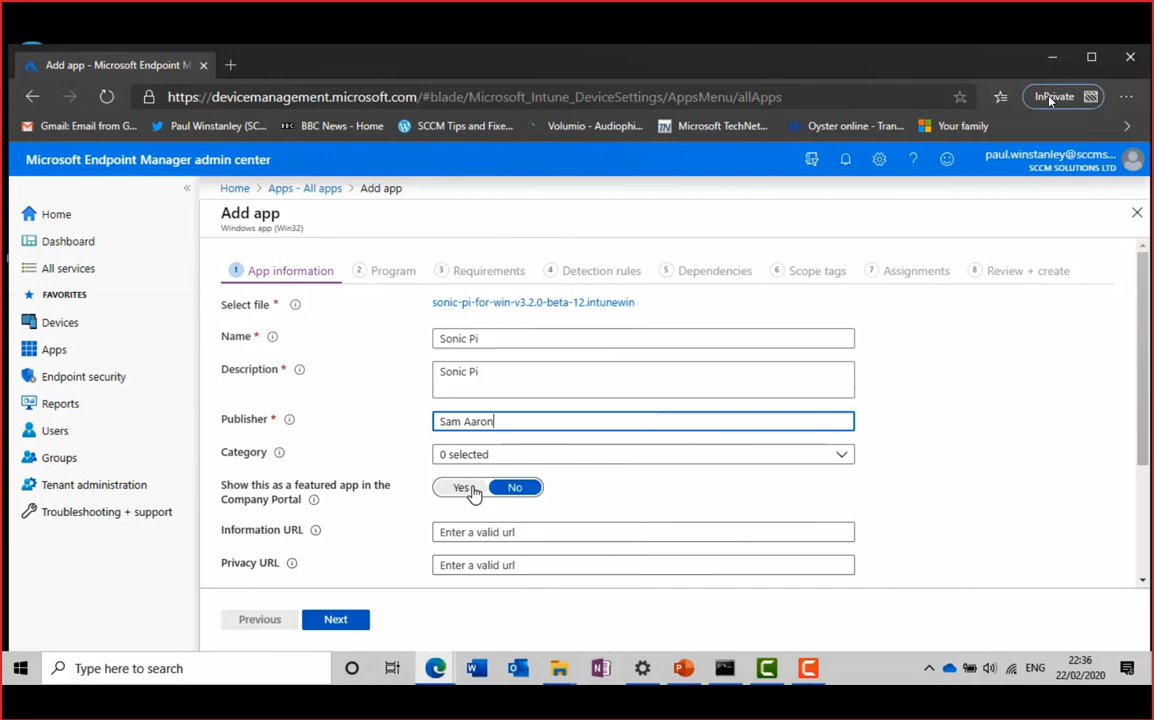 Add app - Microsoft Endpoint M
https://devicemanagement.microsoft.com/#blade/Microsoft_Intune_DeviceSettings/AppsMenu/allApps
InPrivate
Gmail: Email from G...
Paul Winstanley (SC...
BBC News - Home
SCCM Tips and Fixe...
Volumio - Audiophi...
Microsoft TechNet...
Oyster online - Tran...
Your family
Microsoft Endpoint Manager admin center
paul.winstanley@sccms...
SCCM SOLUTIONS LTD
Home > Apps - All apps > Add app
Add app
Windows app (Win32)
Home
Dashboard
All services
FAVORITES
Devices
Apps
Endpoint security
Reports
Users
Groups
Tenant administration
Troubleshooting + support
1 App information
2 Program
3 Requirements
4 Detection rules
5 Dependencies
6 Scope tags
7 Assignments
8 Review + create
Select file *
sonic-pi-for-win-v3.2.0-beta-12.intunewin
Name *
Sonic Pi
Description *
Sonic Pi
Publisher *
Sam Aaron
Category
0 selected
Show this as a featured app in the
Company Portal
Yes
No
Information URL
Enter a valid url
Privacy URL
Enter a valid url
Previous
Next
Type here to search
ENG
22:36
22/02/2020